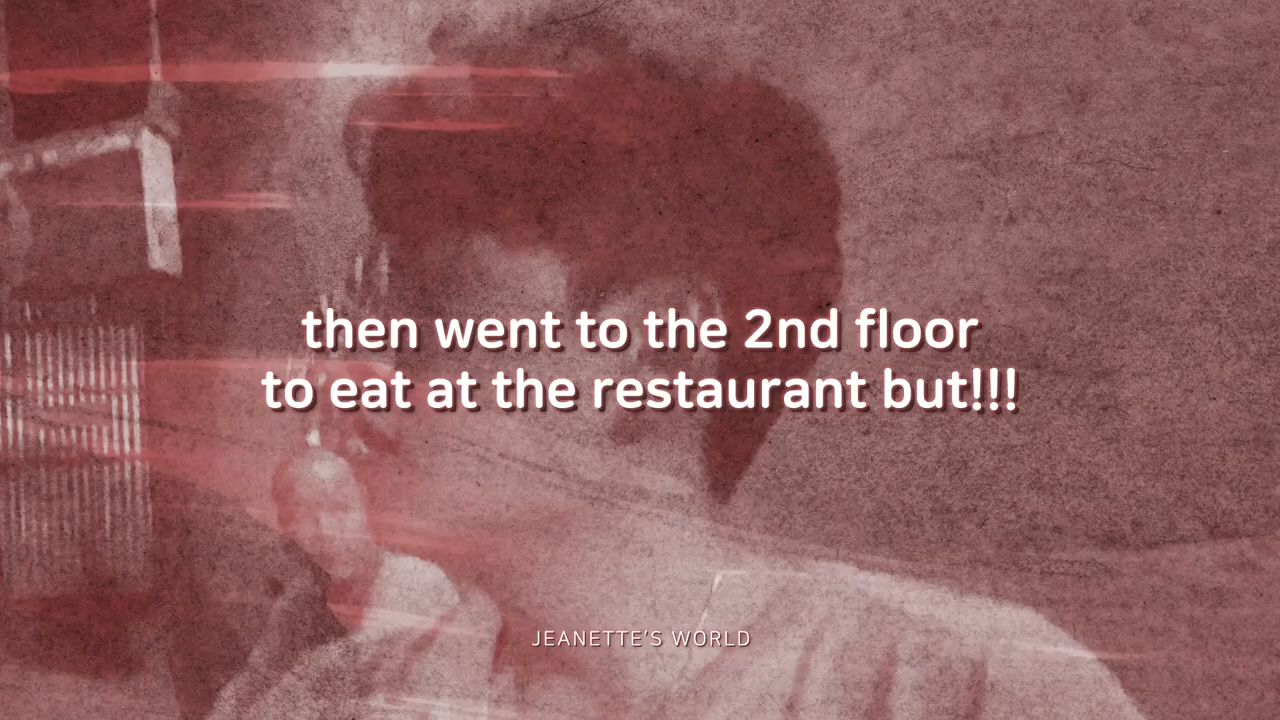 then went to the 2nd floor
to eat at the restaurant but!!!
JEANETTE'S WORLD